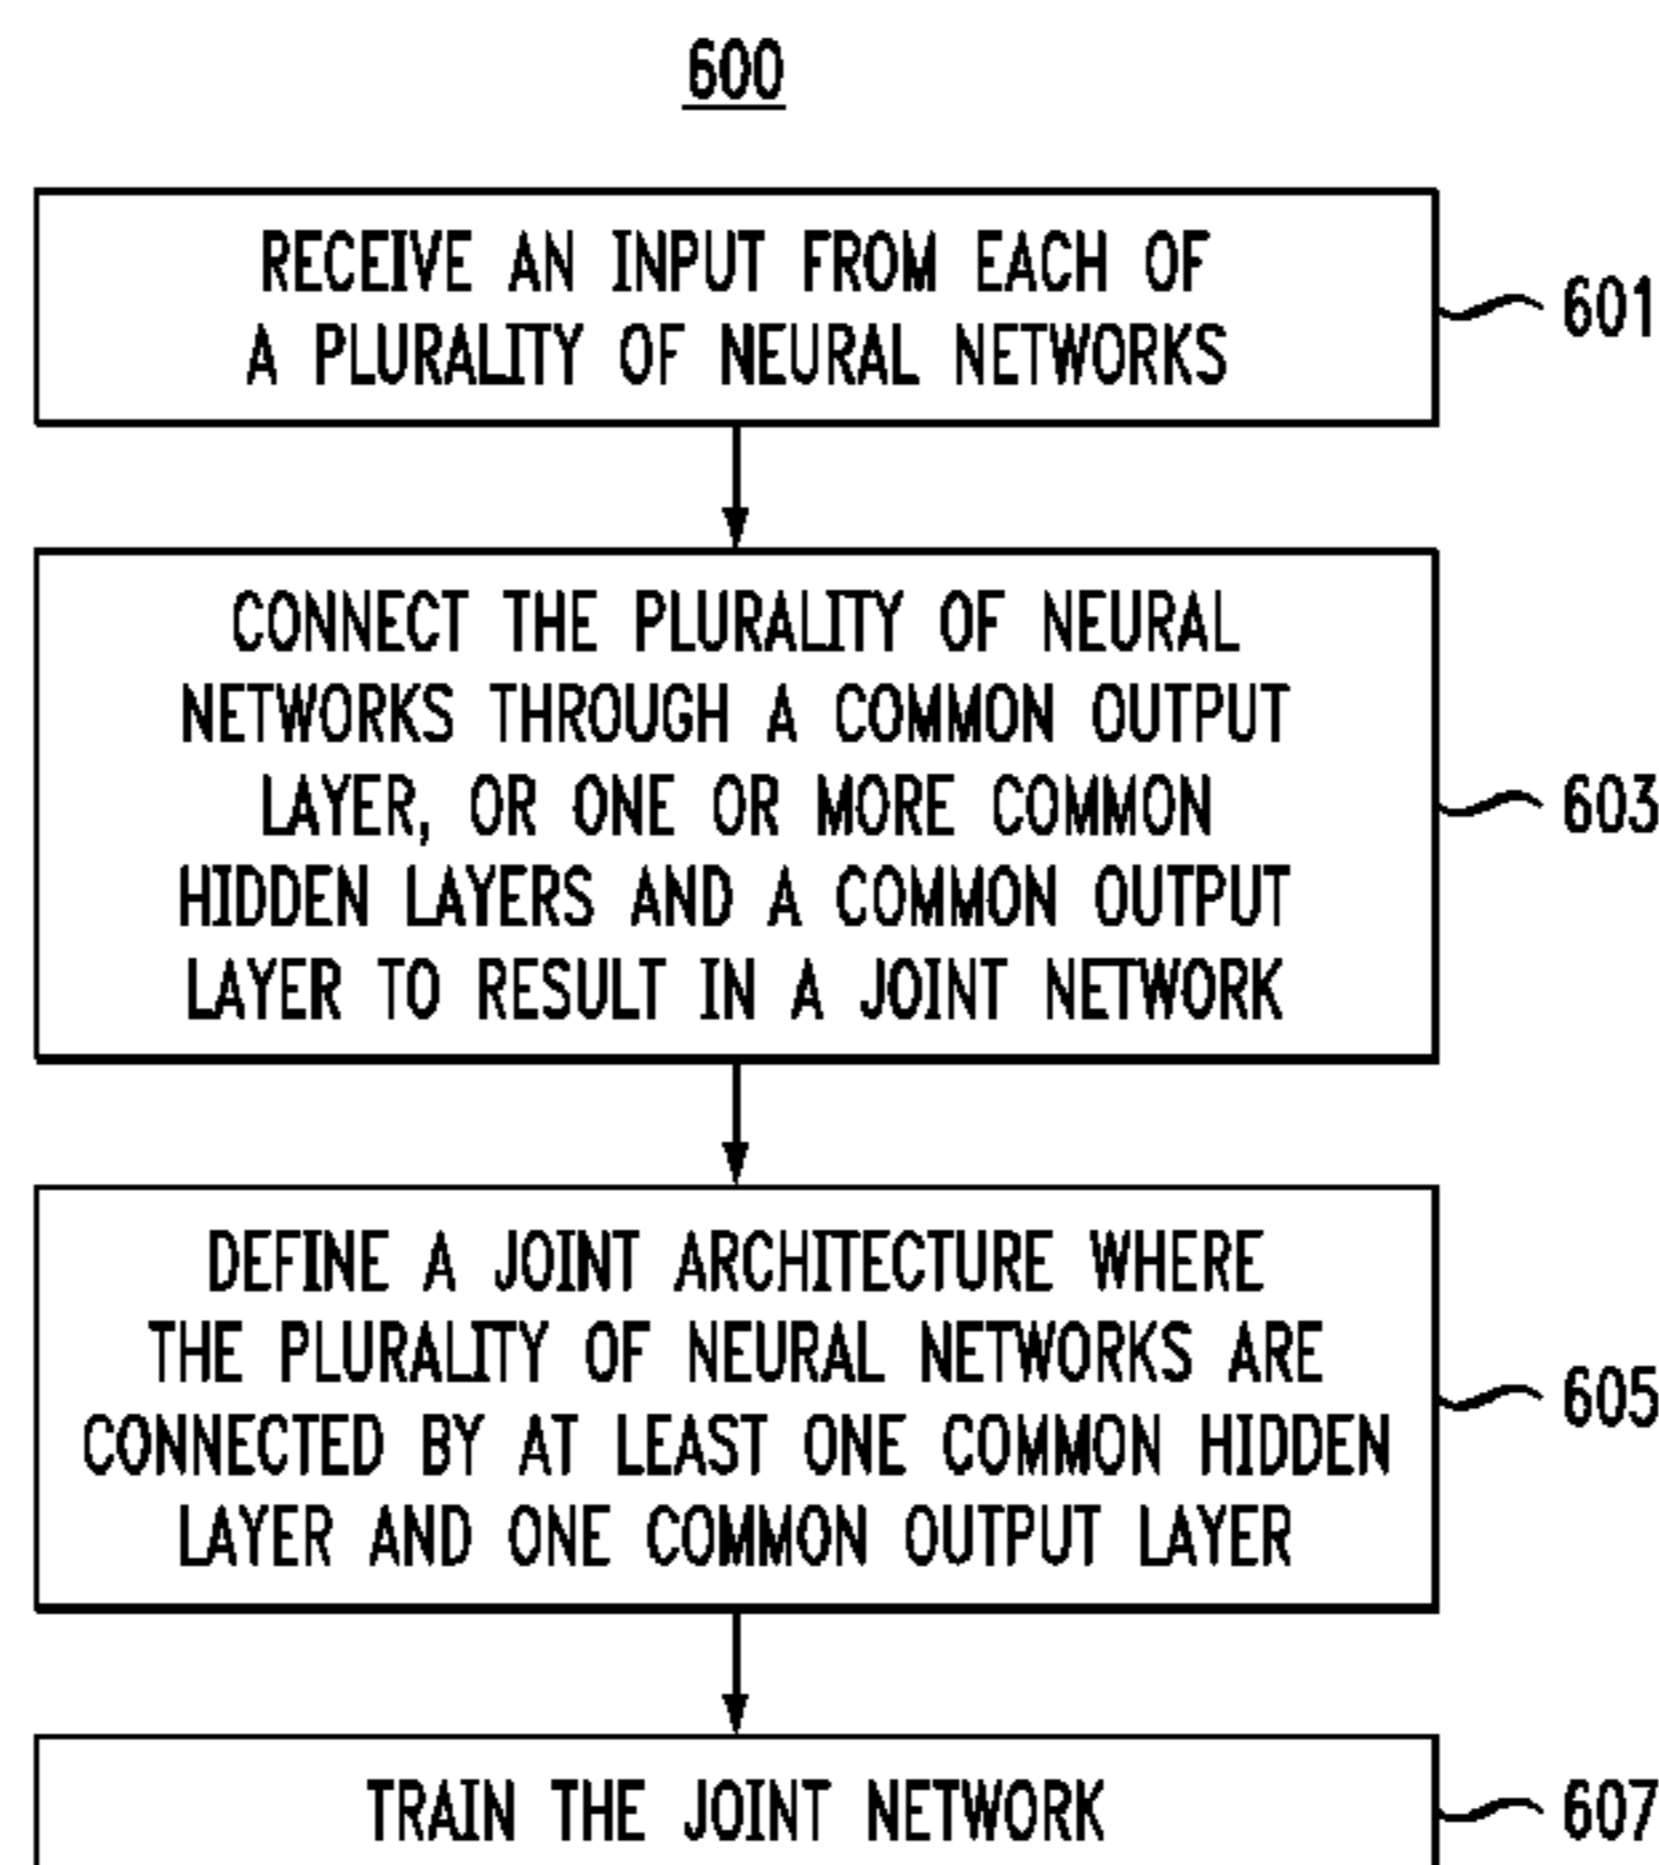 600
RECEIVE AN INPUT FROM EACH OF
A PLURALITY OF NEURAL NETWORKS
601
CONNECT THE PLURALITY OF NEURAL
NETWORKS THROUGH A COMMON OUTPUT
LAYER, OR ONE OR MORE COMMON
HIDDEN LAYERS AND A COMMON OUTPUT
LAYER TO RESULT IN A JOINT NETWORK
603
DEFINE A JOINT ARCHITECTURE WHERE
THE PLURALITY OF NEURAL NETWORKS ARE
CONNECTED BY AT LEAST ONE COMMON HIDDEN
LAYER AND ONE COMMON OUTPUT LAYER
605
TRAIN THE JOINT NETWORK
607